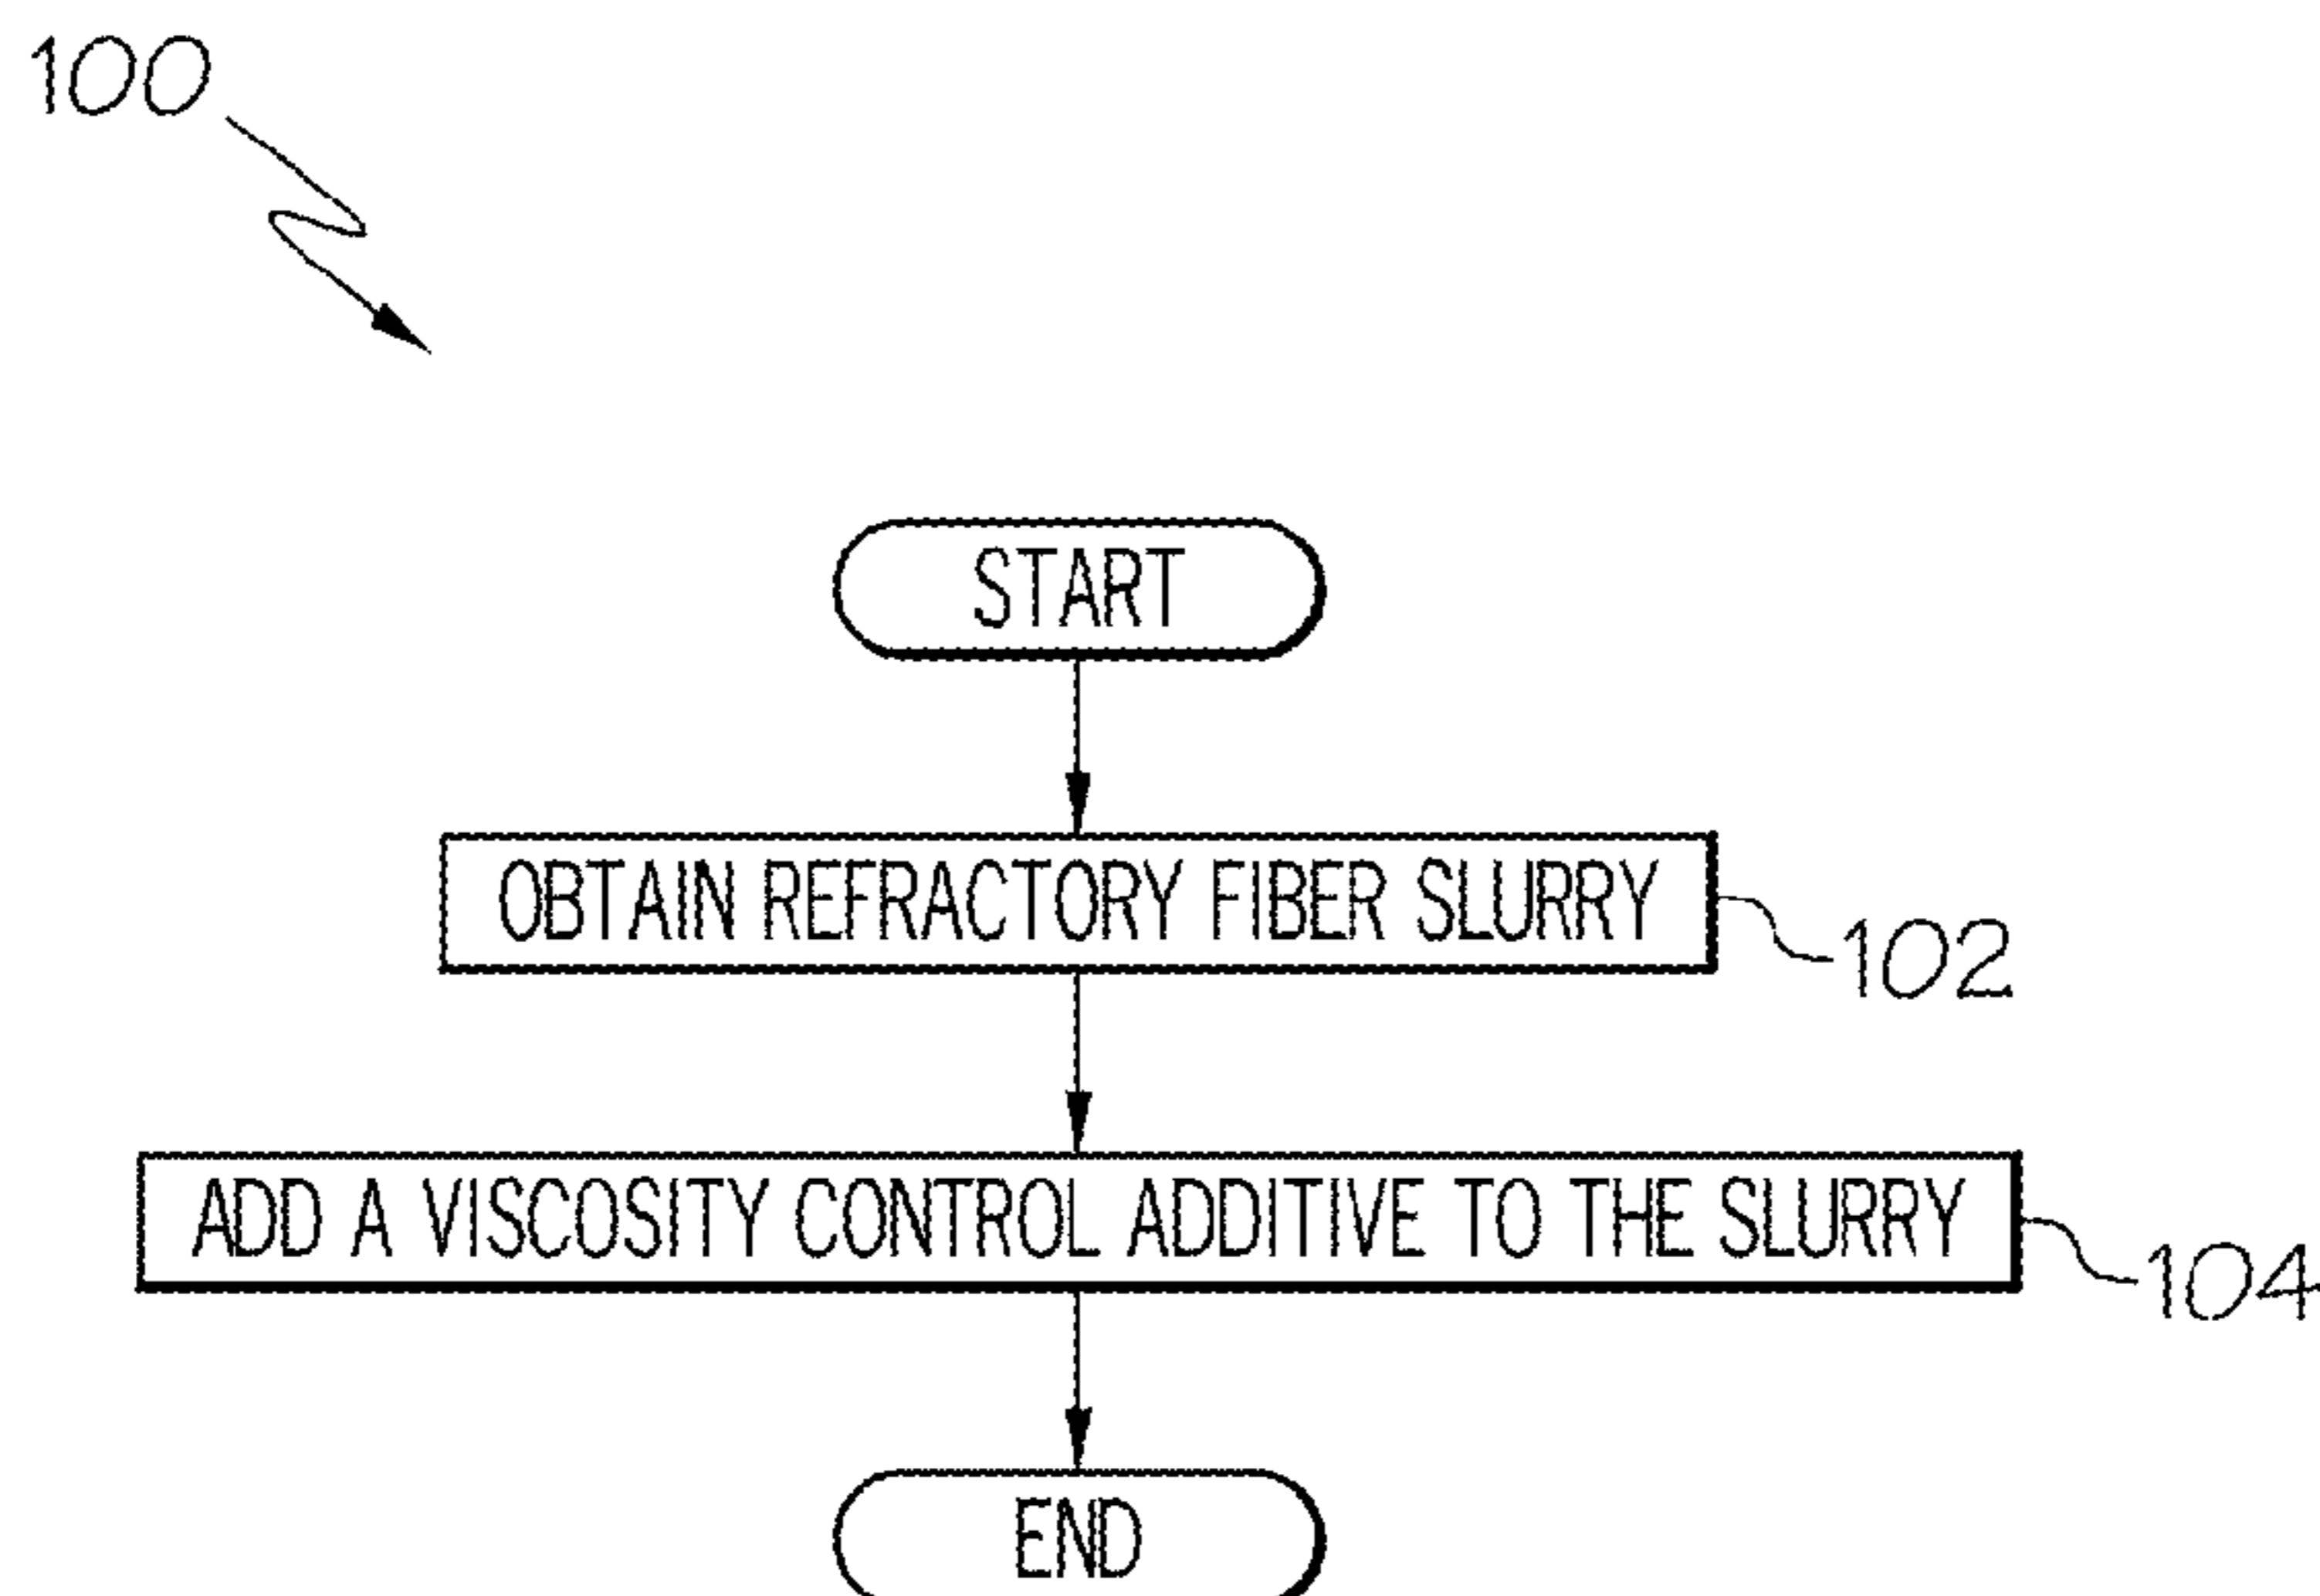 100
START
OBTAIN REFRACTORY FIBER SLURRY
102
ADD A VISCOSITY CONTROL ADDITIVE TO THE SLURRY
104
END